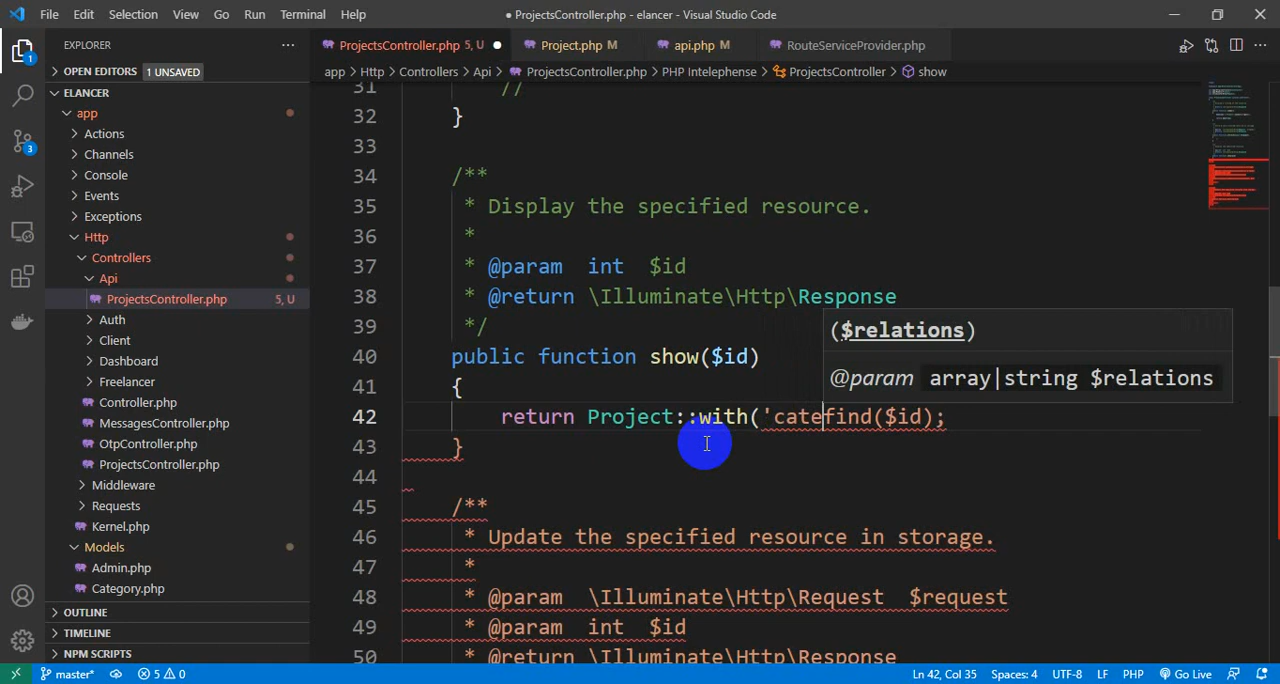 File Edit Selection View Go Run Terminal Help
● ProjectsController.php - elancer - Visual Studio Code
EXPLORER
ProjectsController.php 5, U ●
Project.php M
api.php M
RouteServiceProvider.php
OPEN EDITORS 1 UNSAVED
app > Http > Controllers > Api > ProjectsController.php > PHP Intelephense > ProjectsController > show
ELANCER
app
Actions
Channels
Console
Events
Exceptions
Http
Controllers
Api
ProjectsController.php 5, U
Auth
Client
Dashboard
Freelancer
Controller.php
MessagesController.php
OtpController.php
ProjectsController.php
Middleware
Requests
Kernel.php
Models
Admin.php
Category.php
OUTLINE
TIMELINE
NPM SCRIPTS
31 //
32 }
33
34 /**
35 * Display the specified resource.
36 *
37 * @param int $id
38 * @return \Illuminate\Http\Response
39 */
40 public function show($id)
41 {
42 return Project::with('catefind($id);
43 }
44
45 /**
46 * Update the specified resource in storage.
47 *
48 * @param \Illuminate\Http\Request $request
49 * @param int $id
50 * @return \Illuminate\Http\Response
($relations)
@param array|string $relations
1
3
master* 5 0
Ln 42, Col 35 Spaces: 4 UTF-8 LF PHP Go Live